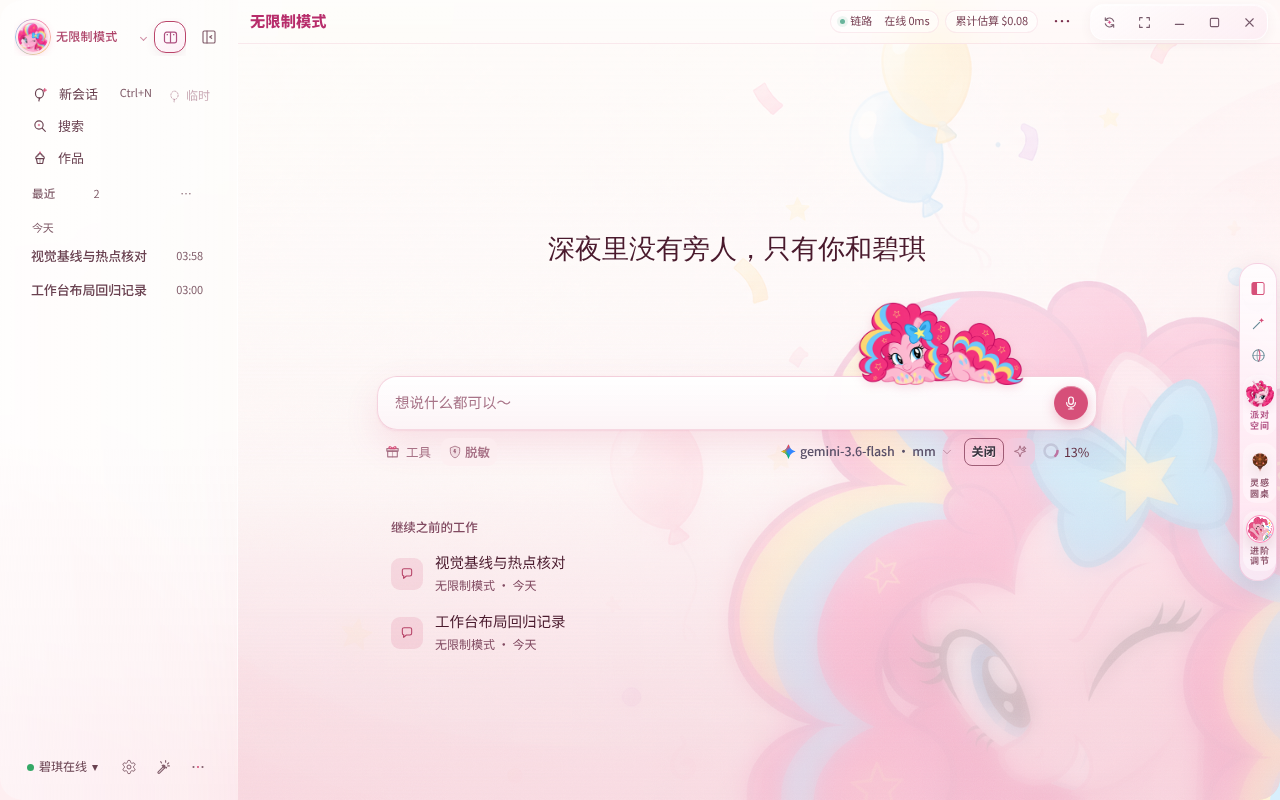 无限制模式
新会话 Ctrl+N 临时
搜索
作品
最近 2 ···
今天
视觉基线与热点核对 03:58
工作台布局回归记录 03:00
碧琪在线 ▾
无限制模式
链路 在线 0ms
累计估算 $0.08
深夜里没有旁人，只有你和碧琪
想说什么都可以～
工具
脱敏
gemini-3.6-flash · mm
关闭
13%
继续之前的工作
视觉基线与热点核对
无限制模式 · 今天
工作台布局回归记录
无限制模式 · 今天
派对
空间
灵感
圆桌
进阶
调节